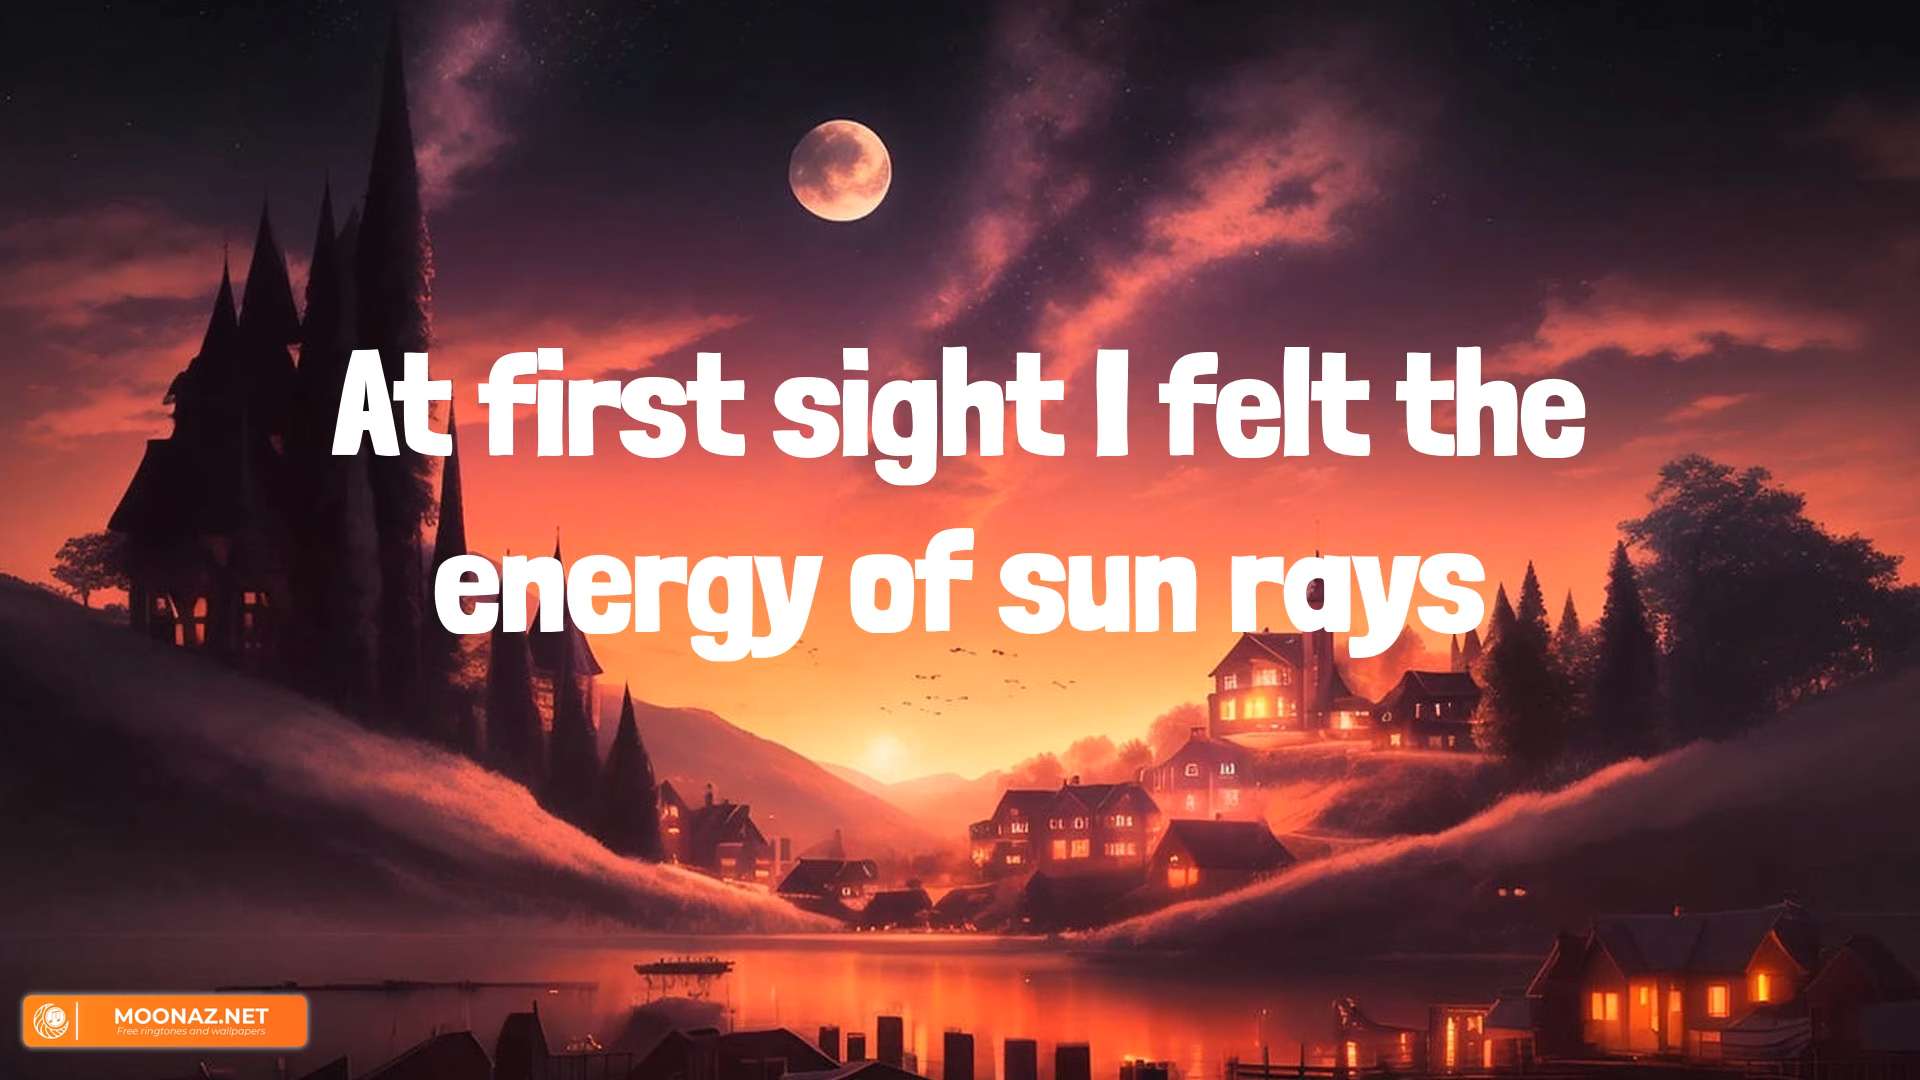 At first sight I felt the
energy of sun rays
MOONAZ.NET
Free ringtones and wallpapers